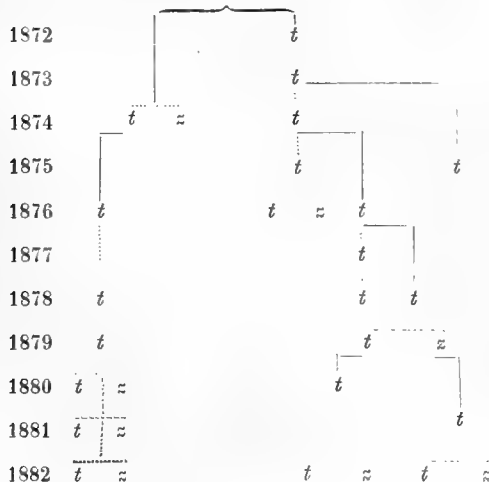 1872 t
1873 t
1874 t z t
1875 t t
1876 t t z t
1877 t
1878 t t t
1879 t t z
1880 t z t
1881 t z t
1882 t z t z t z